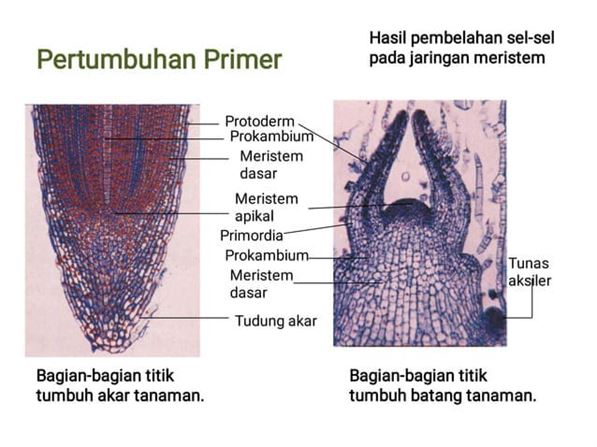 Pertumbuhan Primer
Hasil pembelahan sel-sel
pada jaringan meristem
Protoderm
Prokambium
Meristem
dasar
Meristem
apikal
Primordia
Prokambium
Meristem
dasar
Tudung akar
Tunas
aksiler
Bagian-bagian titik
tumbuh akar tanaman.
Bagian-bagian titik
tumbuh batang tanaman.